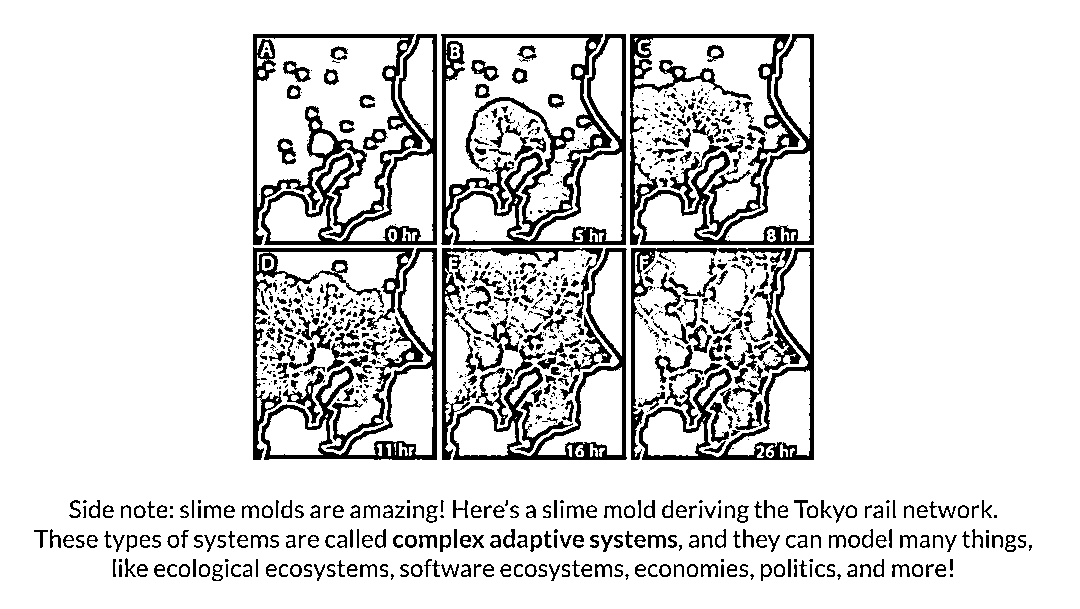 A
B
C
0 hr
5 hr
8 hr
D
E
F
11 hr
16 hr
26 hr
Side note: slime molds are amazing! Here's a slime mold deriving the Tokyo rail network.
These types of systems are called complex adaptive systems, and they can model many things,
like ecological ecosystems, software ecosystems, economies, politics, and more!